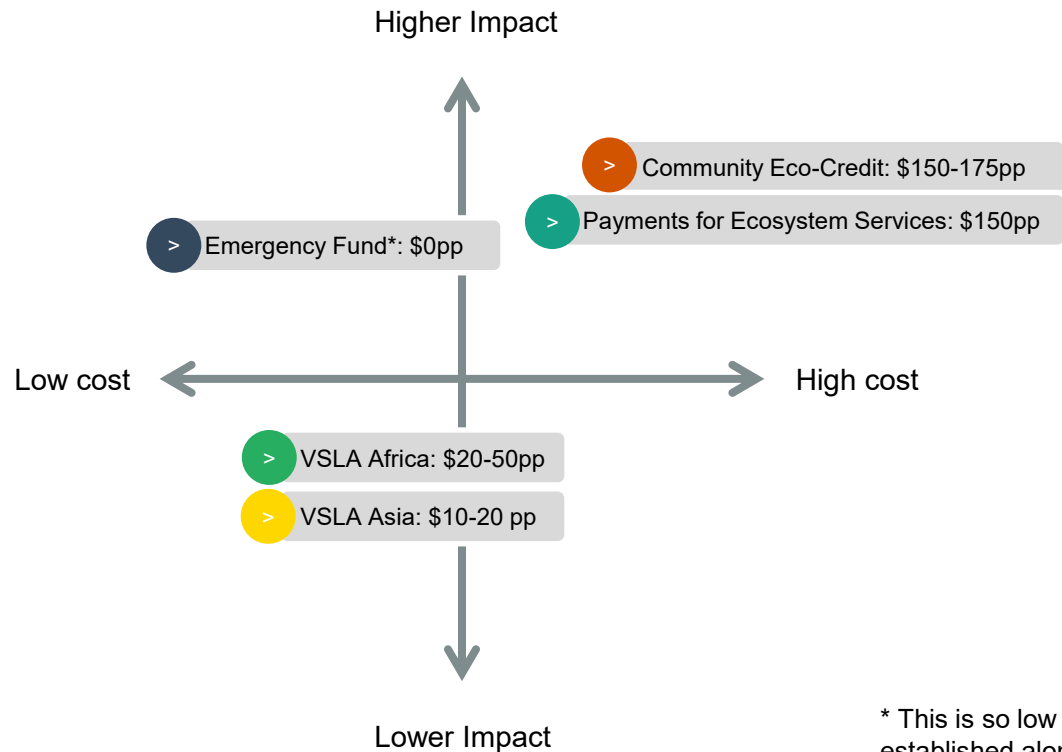 Higher Impact
> Community Eco-Credit: $150-175pp
> Payments for Ecosystem Services: $150pp
> Emergency Fund*: $0pp
Low cost
High cost
> VSLA Africa: $20-50pp
> VSLA Asia: $10-20 pp
* This is so low
established
Lower Impact